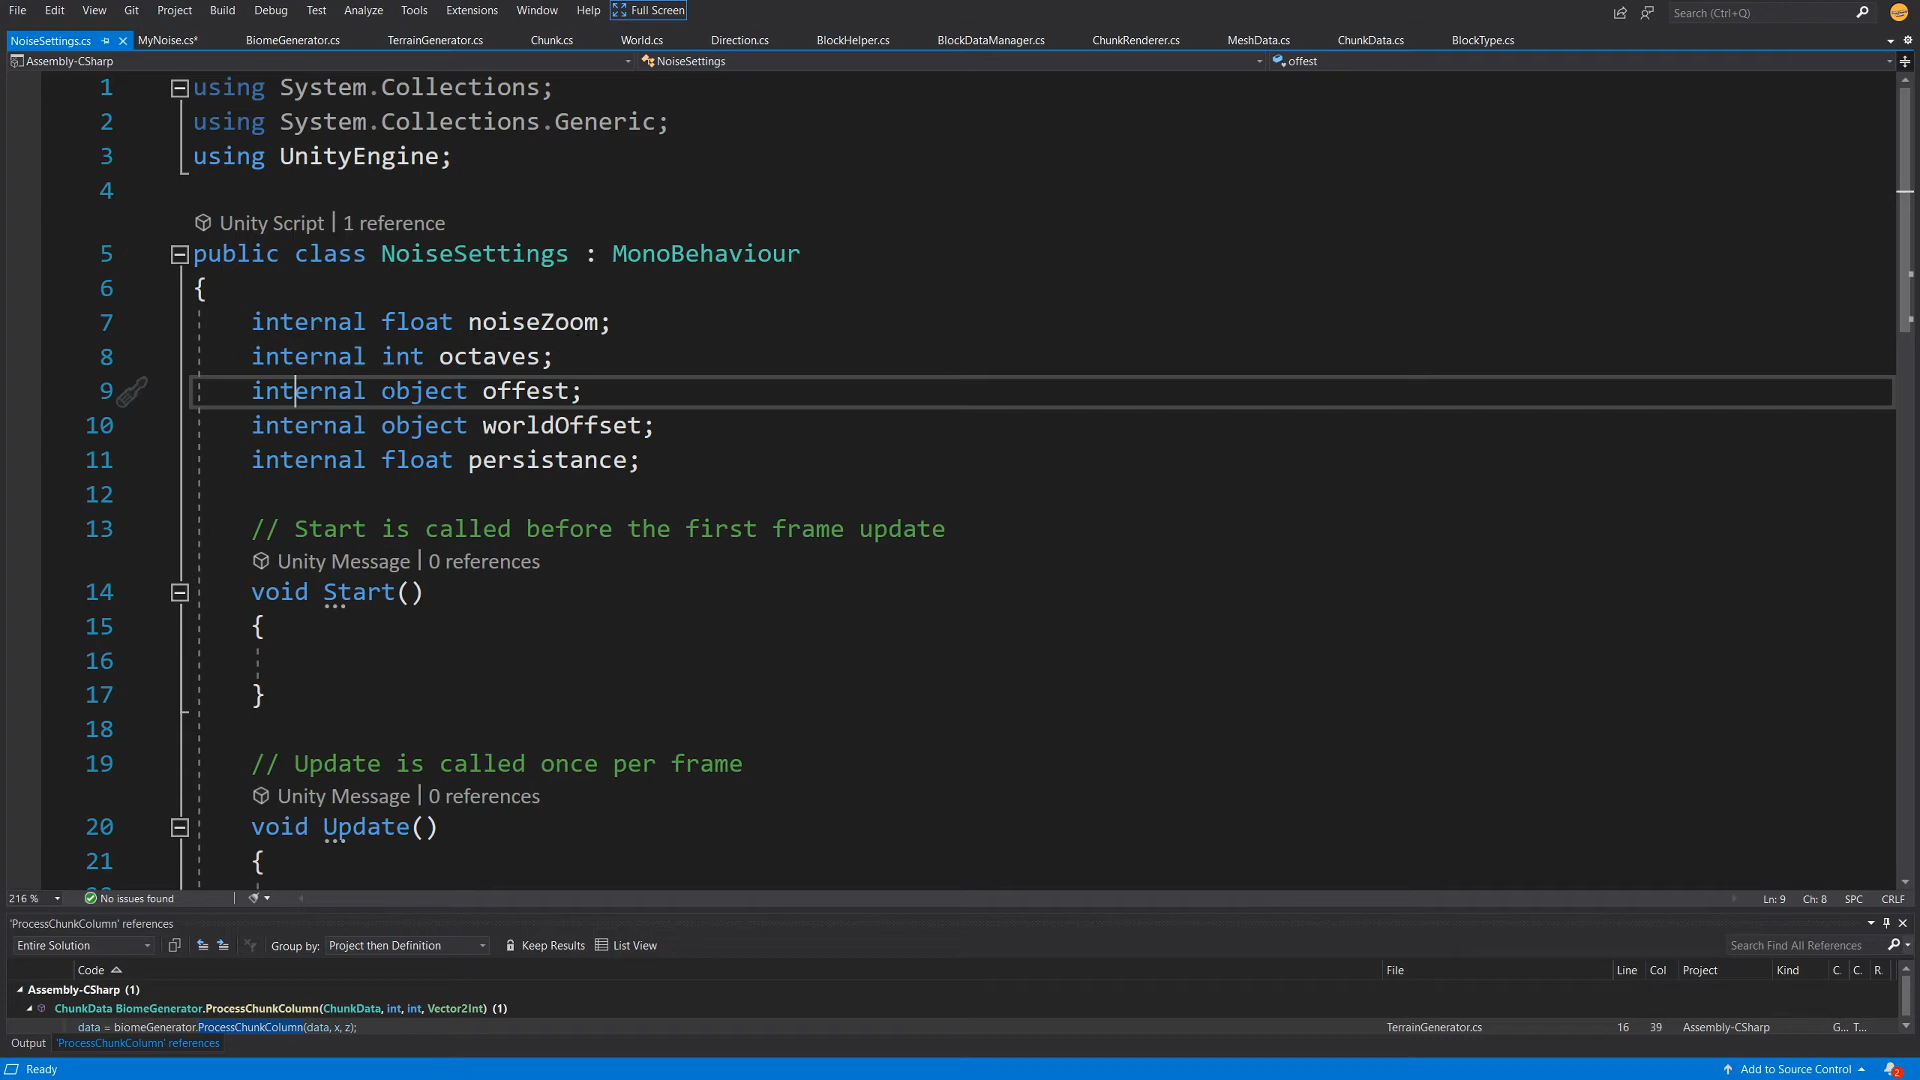 File Edit View Git Project Build Debug Test Analyze Tools Extensions Window Help Full Screen Search (Ctrl+Q)
NoiseSettings.cs MyNoise.cs* BiomeGenerator.cs TerrainGenerator.cs Chunk.cs World.cs Direction.cs BlockHelper.cs BlockDataManager.cs ChunkRenderer.cs MeshData.cs ChunkData.cs BlockType.cs
Assembly-CSharp NoiseSettings offest
1 using System.Collections;
2 using System.Collections.Generic;
3 using UnityEngine;
4
Unity Script | 1 reference
5 public class NoiseSettings : MonoBehaviour
6 {
7 internal float noiseZoom;
8 internal int octaves;
9 internal object offest;
10 internal object worldOffset;
11 internal float persistance;
12
13 // Start is called before the first frame update
Unity Message | 0 references
14 void Start()
15 {
16
17 }
18
19 // Update is called once per frame
Unity Message | 0 references
20 void Update()
21 {
216 % No issues found Ln: 9 Ch: 8 SPC CRLF
'ProcessChunkColumn' references
Entire Solution Group by: Project then Definition Keep Results List View Search Find All References
Code File Line Col Project Kind C. C. R.
Assembly-CSharp (1)
ChunkData BiomeGenerator.ProcessChunkColumn(ChunkData, int, int, Vector2Int) (1)
data = biomeGenerator.ProcessChunkColumn(data, x, z); TerrainGenerator.cs 16 39 Assembly-CSharp G... T...
Output 'ProcessChunkColumn' references
Ready Add to Source Control 2